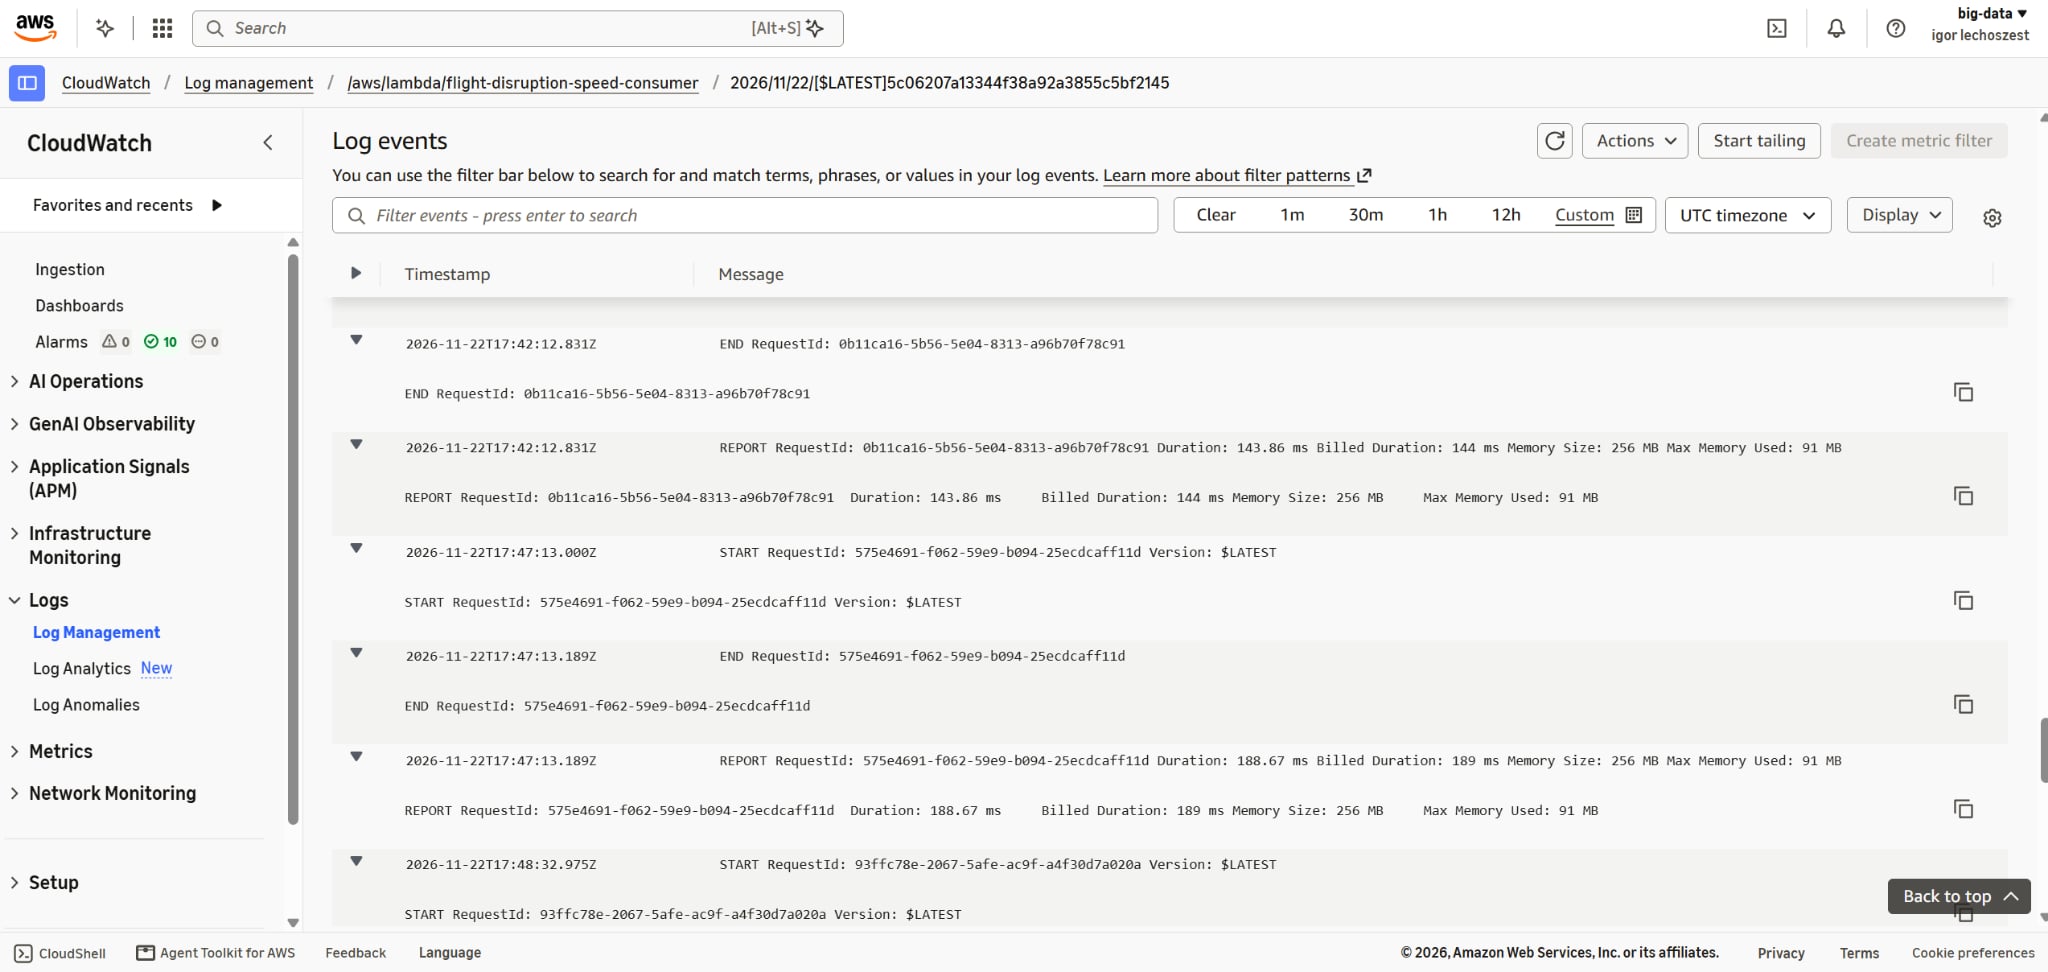 aws
Search [Alt+S]
big-data
igor lechoszest
CloudWatch / Log management / /aws/lambda/flight-disruption-speed-consumer / 2026/11/22/[$LATEST]5c06207a13344f38a92a3855c5bf2145
CloudWatch
Favorites and recents
Ingestion
Dashboards
Alarms 0 10 0
AI Operations
GenAI Observability
Application Signals
(APM)
Infrastructure
Monitoring
Logs
Log Management
Log Analytics New
Log Anomalies
Metrics
Network Monitoring
Setup
Log events
Actions
Start tailing
Create metric filter
You can use the filter bar below to search for and match terms, phrases, or values in your log events. Learn more about filter patterns
Filter events - press enter to search
Clear 1m 30m 1h 12h Custom
UTC timezone
Display
Timestamp Message
2026-11-22T17:42:12.831Z END RequestId: 0b11ca16-5b56-5e04-8313-a96b70f78c91
END RequestId: 0b11ca16-5b56-5e04-8313-a96b70f78c91
2026-11-22T17:42:12.831Z REPORT RequestId: 0b11ca16-5b56-5e04-8313-a96b70f78c91 Duration: 143.86 ms Billed Duration: 144 ms Memory Size: 256 MB Max Memory Used: 91 MB
REPORT RequestId: 0b11ca16-5b56-5e04-8313-a96b70f78c91 Duration: 143.86 ms Billed Duration: 144 ms Memory Size: 256 MB Max Memory Used: 91 MB
2026-11-22T17:47:13.000Z START RequestId: 575e4691-f062-59e9-b094-25ecdcaff11d Version: $LATEST
START RequestId: 575e4691-f062-59e9-b094-25ecdcaff11d Version: $LATEST
2026-11-22T17:47:13.189Z END RequestId: 575e4691-f062-59e9-b094-25ecdcaff11d
END RequestId: 575e4691-f062-59e9-b094-25ecdcaff11d
2026-11-22T17:47:13.189Z REPORT RequestId: 575e4691-f062-59e9-b094-25ecdcaff11d Duration: 188.67 ms Billed Duration: 189 ms Memory Size: 256 MB Max Memory Used: 91 MB
REPORT RequestId: 575e4691-f062-59e9-b094-25ecdcaff11d Duration: 188.67 ms Billed Duration: 189 ms Memory Size: 256 MB Max Memory Used: 91 MB
2026-11-22T17:48:32.975Z START RequestId: 93ffc78e-2067-5afe-ac9f-a4f30d7a020a Version: $LATEST
START RequestId: 93ffc78e-2067-5afe-ac9f-a4f30d7a020a Version: $LATEST
Back to top
CloudShell Agent Toolkit for AWS Feedback Language
© 2026, Amazon Web Services, Inc. or its affiliates. Privacy Terms Cookie preferences